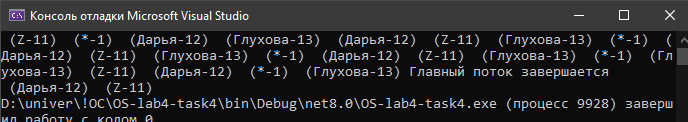 Консоль отладки Microsoft Visual Studio
(Z-11) (*-1) (Дарья-12) (Глухова-13) (Дарья-12) (Z-11) (Глухова-13) (*-1) (
Дарья-12) (Z-11) (Глухова-13) (*-1) (Дарья-12) (Z-11) (Глухова-13) (*-1) (Гл
ухова-13) (Z-11) (Дарья-12) (*-1) (Глухова-13) Главный поток завершается
(Дарья-12) (Z-11)
D:\univer\!ОС\OS-lab4-task4\bin\Debug\net8.0\OS-lab4-task4.exe (процесс 9928) заверш
ил работу с кодом 0